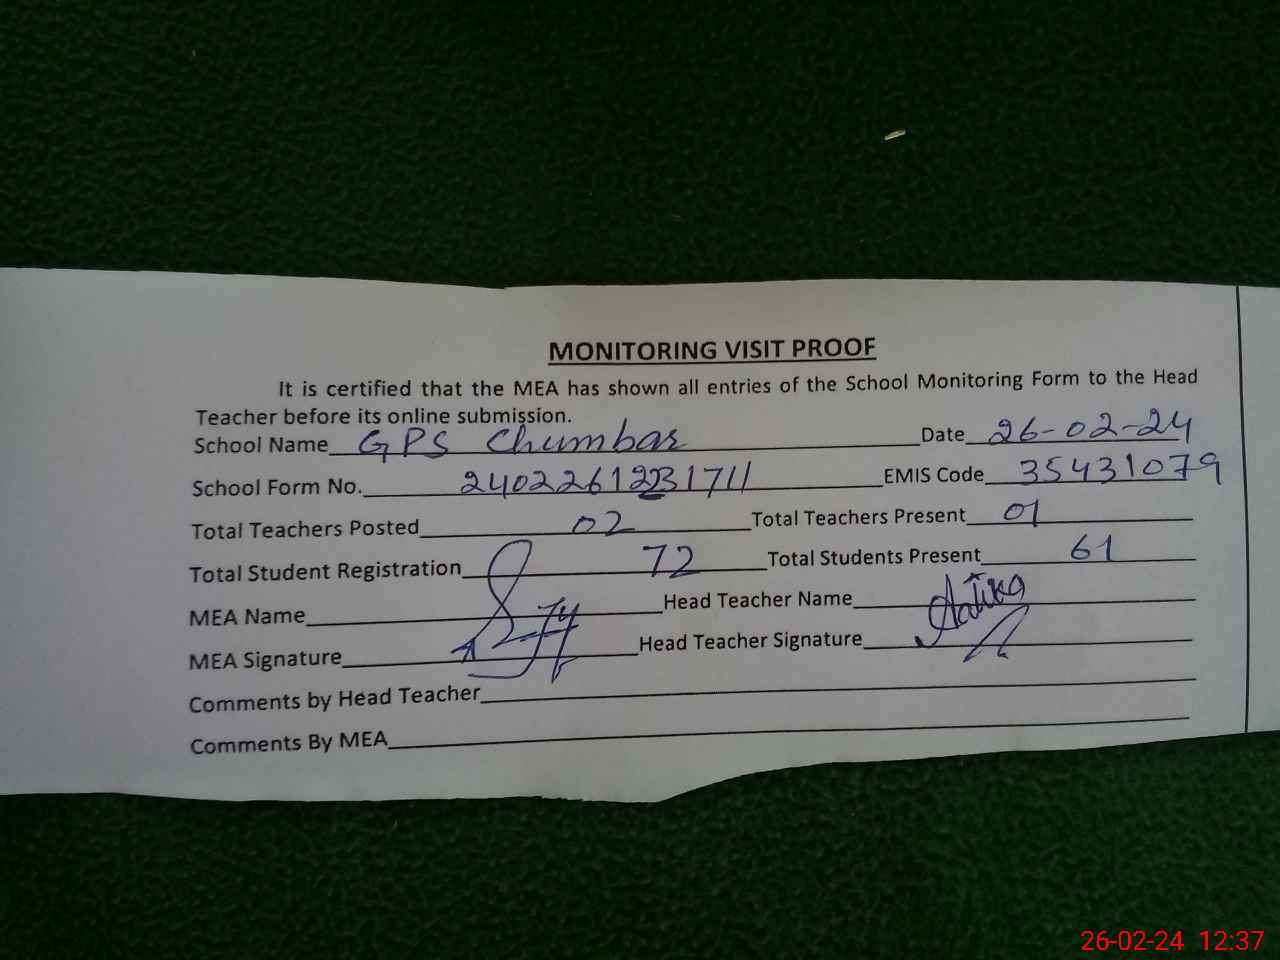 MONITORING VISIT PROOF
It is certified that the MEA has shown all entries of the School Monitoring Form to the Head
Teacher before its online submission.
School Name GPS Chumbar Date 26-02-24
School Form No. 24022612231711 EMIS Code 35431079
Total Teachers Posted 02 Total Teachers Present 01
Total Student Registration 72 Total Students Present 61
MEA Name Head Teacher Name Aatika
MEA Signature Head Teacher Signature
Comments by Head Teacher
Comments By MEA
26-02-24 12:37